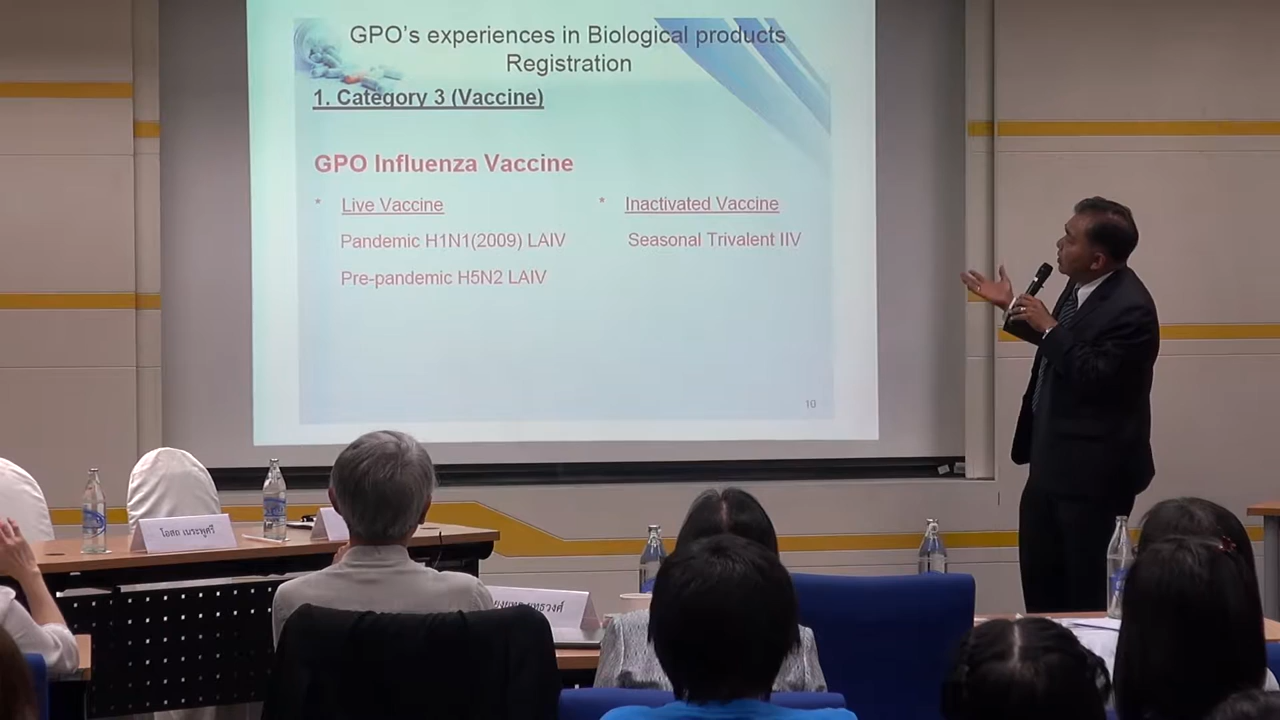 GPO's experiences in Biological products
Registration
1. Category 3 (Vaccine)
GPO Influenza Vaccine
* Live Vaccine
Pandemic H1N1(2009) LAIV
Pre-pandemic H5N2 LAIV
* Inactivated Vaccine
Seasonal Trivalent IIV
10
โอสถ เนระพูศรี